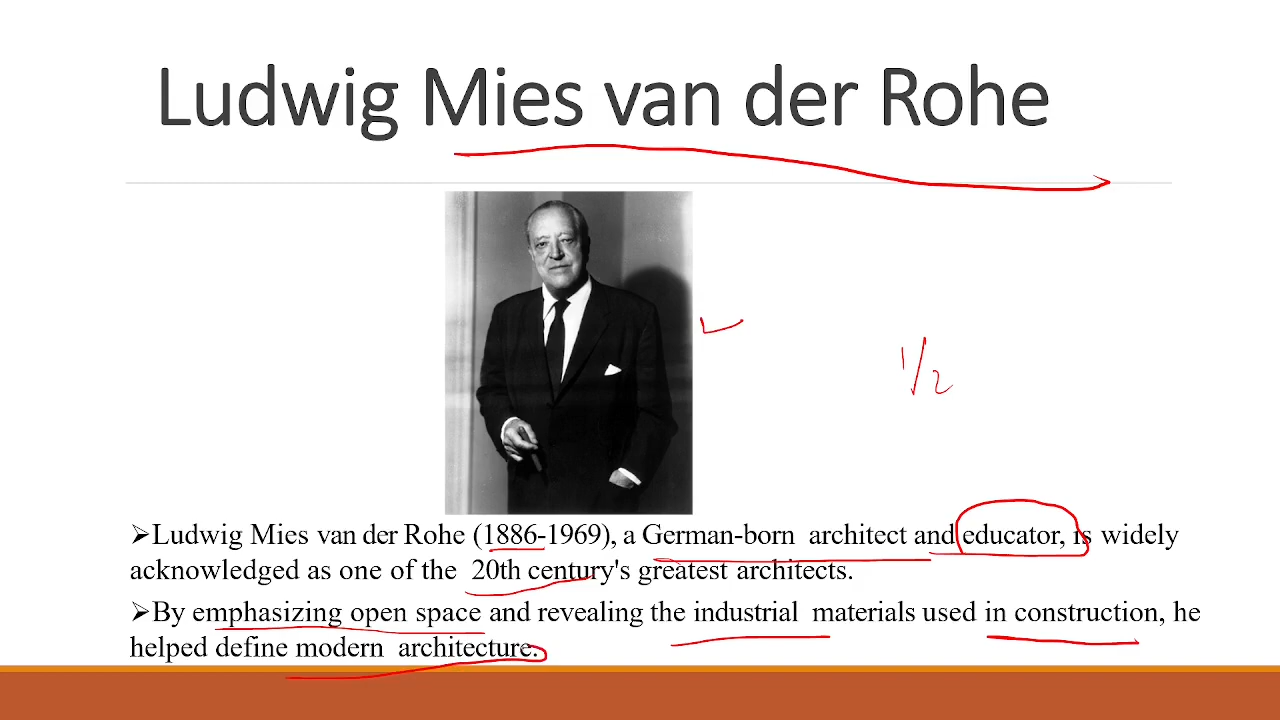 Ludwig Mies van der Rohe
1/2
➢Ludwig Mies van der Rohe (1886-1969), a German-born architect and educator, is widely
acknowledged as one of the 20th century's greatest architects.
➢By emphasizing open space and revealing the industrial materials used in construction, he
helped define modern architecture.